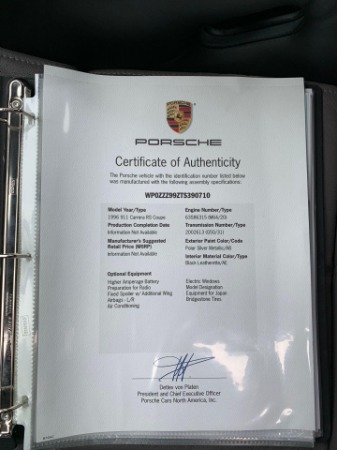 PORSCHE
Certificate of Authenticity
The Porsche vehicle with the identification number listed below
was manufactured with the following assembly specifications:
WP0ZZZ99ZTS390710
Model Year/Type
1996 911 Carrera RS Coupe
Production Completion Date
Information Not Available
Manufacturer's Suggested
Retail Price (MSRP)
Information Not Available
Engine Number/Type
Transmission Number/Type
Exterior Paint Color/Code
Polar Silver Metallic/A1
Interior Material Color/Type
Black Leatherette/AE
Optional Equipment
Higher Amperage Battery
Preparation for Radio
Fixed Spoiler w/ Additional Wing
Airbags - L/R
Air Conditioning
Electric Windows
Model Designation
Equipment for Japan
Bridgestone Tires
Detlev von Platen
President and Chief Executive Officer
Porsche Cars North America, Inc.